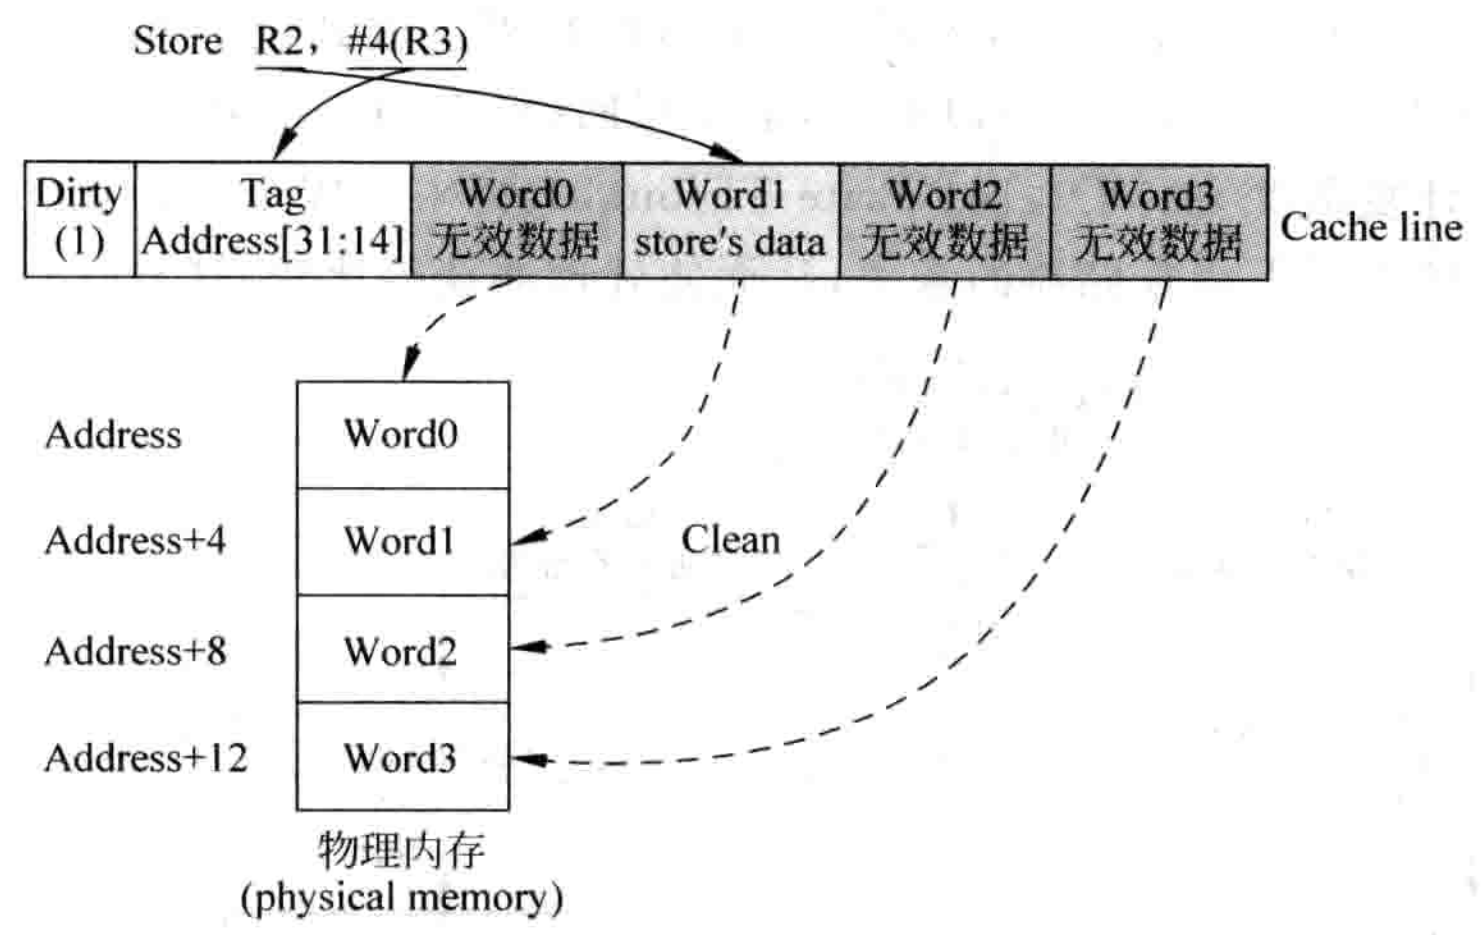 Store R2, #4(R3)
Dirty
(1)
Tag
Address[31:14]
Word0
无效数据
Word1
store's data
Word2
无效数据
Word3
无效数据
Cache line
Address
Word0
Address+4
Word1
Clean
Address+8
Word2
Address+12
Word3
物理内存
(physical memory)